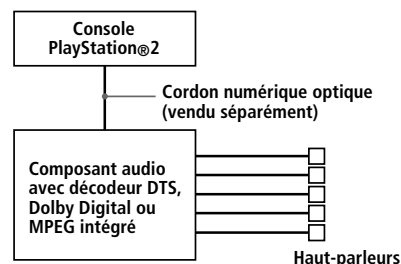 Console
PlayStation®2
Cordon numérique optique
(vendu séparément)
Composant audio
avec décodeur DTS,
Dolby Digital ou
MPEG intégré
Haut-parleurs